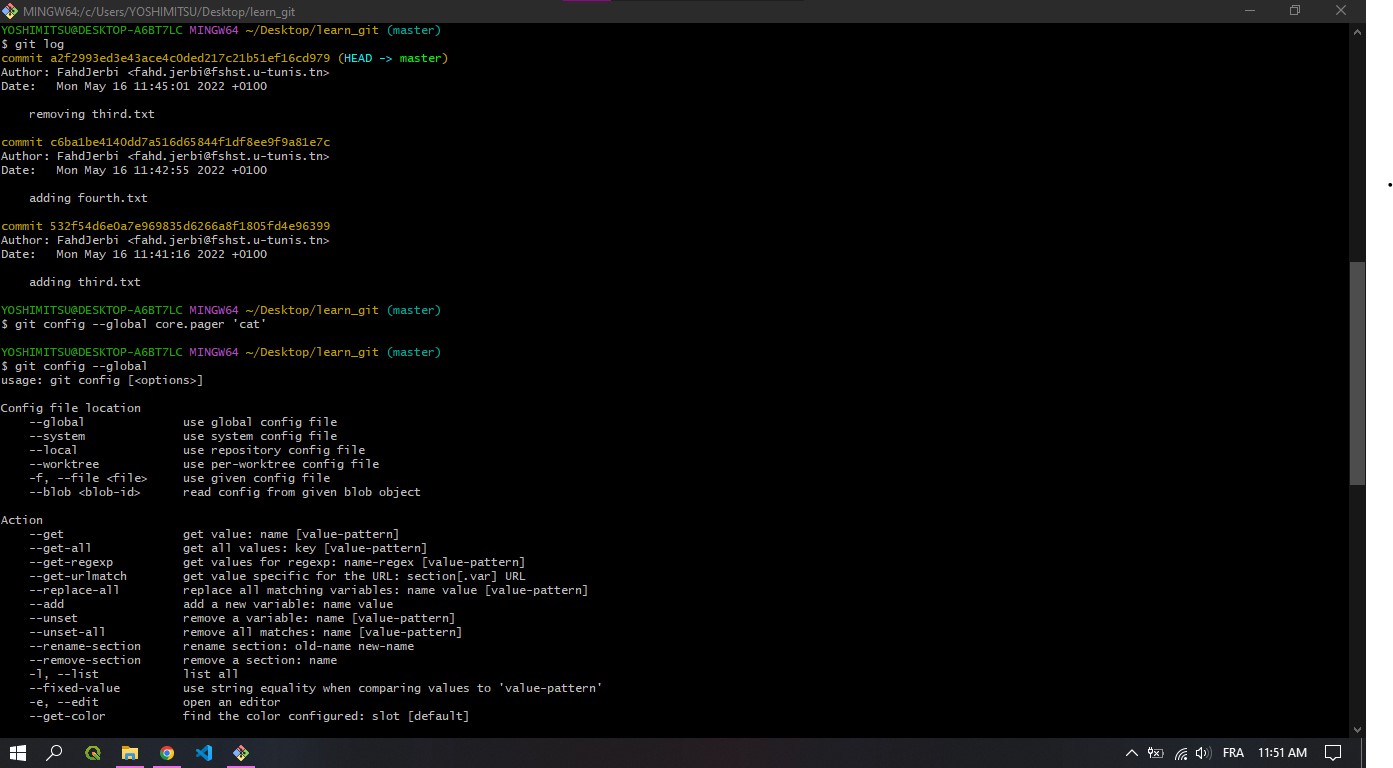 MINGW64:/c/Users/YOSHIMITSU/Desktop/learn_git
YOSHIMITSU@DESKTOP-A6BT7LC MINGW64 ~/Desktop/learn_git (master)
$ git log
commit a2f2993ed3e43ace4c0ded217c21b51ef16cd979 (HEAD -> master)
Author: FahdJerbi <fahd.jerbi@fshst.u-tunis.tn>
Date:   Mon May 16 11:45:01 2022 +0100
    removing third.txt
commit c6ba1be4140dd7a516d65844f1df8ee9f9a81e7c
Author: FahdJerbi <fahd.jerbi@fshst.u-tunis.tn>
Date:   Mon May 16 11:42:55 2022 +0100
    adding fourth.txt
commit 532f54d6e0a7e969835d6266a8f1805fd4e96399
Author: FahdJerbi <fahd.jerbi@fshst.u-tunis.tn>
Date:   Mon May 16 11:41:16 2022 +0100
    adding third.txt
YOSHIMITSU@DESKTOP-A6BT7LC MINGW64 ~/Desktop/learn_git (master)
$ git config --global core.pager 'cat'
YOSHIMITSU@DESKTOP-A6BT7LC MINGW64 ~/Desktop/learn_git (master)
$ git config --global
usage: git config [<options>]
Config file location
    --global              use global config file
    --system              use system config file
    --local               use repository config file
    --worktree            use per-worktree config file
    -f, --file <file>     use given config file
    --blob <blob-id>      read config from given blob object
Action
    --get                 get value: name [value-pattern]
    --get-all             get all values: key [value-pattern]
    --get-regexp          get values for regexp: name-regex [value-pattern]
    --get-urlmatch        get value specific for the URL: section[.var] URL
    --replace-all         replace all matching variables: name value [value-pattern]
    --add                 add a new variable: name value
    --unset               remove a variable: name [value-pattern]
    --unset-all           remove all matches: name [value-pattern]
    --rename-section      rename section: old-name new-name
    --remove-section      remove a section: name
    -l, --list            list all
    --fixed-value         use string equality when comparing values to 'value-pattern'
    -e, --edit            open an editor
    --get-color           find the color configured: slot [default]
FRA 11:51 AM